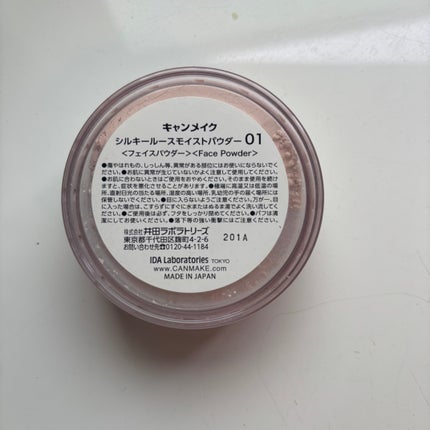 キャンメイク
シルキールースモイストパウダー 01
<フェイスパウダー><Face Powder>
●傷やはれもの、しっしん等、異常がある部位にはお使いにならないでく
ださい。●お肌に異常が生じていないかよく注意して使用してください。
●お肌に合わないときはご使用をおやめください。そのまま使用を続け
ますと、症状を悪化させることがあります。●極端に高温又は低温の場
所、直射日光の当たる場所、湿度の高い場所、乳幼児の手の届く場所には
保管しないでください。●目に入らないようご注意ください。万が一、目
に入った場合は、こすらずにすぐに水またはぬるま湯でよく洗い流してく
ださい。●ご使用後は必ず、フタをしっかり閉めてください。●パフは清
潔にしてお使いください。●落下等の強い衝撃にはご注意ください。
株式会社 井田ラボラトリーズ
東京都千代田区麹町4-2-6
お問い合わせ先☎0120-44-1184
201A
IDA Laboratories TOKYO
www.CANMAKE.com
MADE IN JAPAN